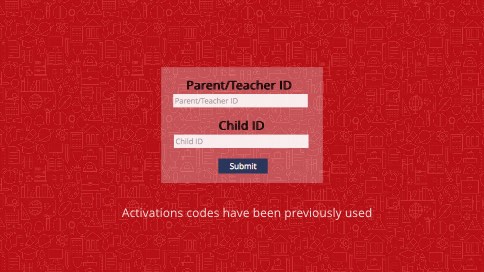 Parent/Teacher ID
Parent/Teacher ID
Child ID
Child ID
Submit
Activations codes have been previously used